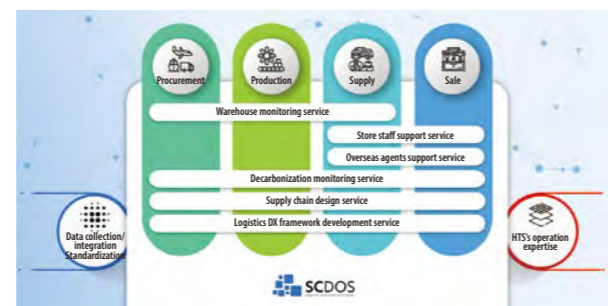 Procurement
Production
Supply
Sale
Warehouse monitoring service
Store staff support service
Overseas agents support service
Decarbonization monitoring service
Supply chain design service
Logistics DX framework development service
Data collection/
integration
Standardization
HTS's operation
expertise
SCDOS